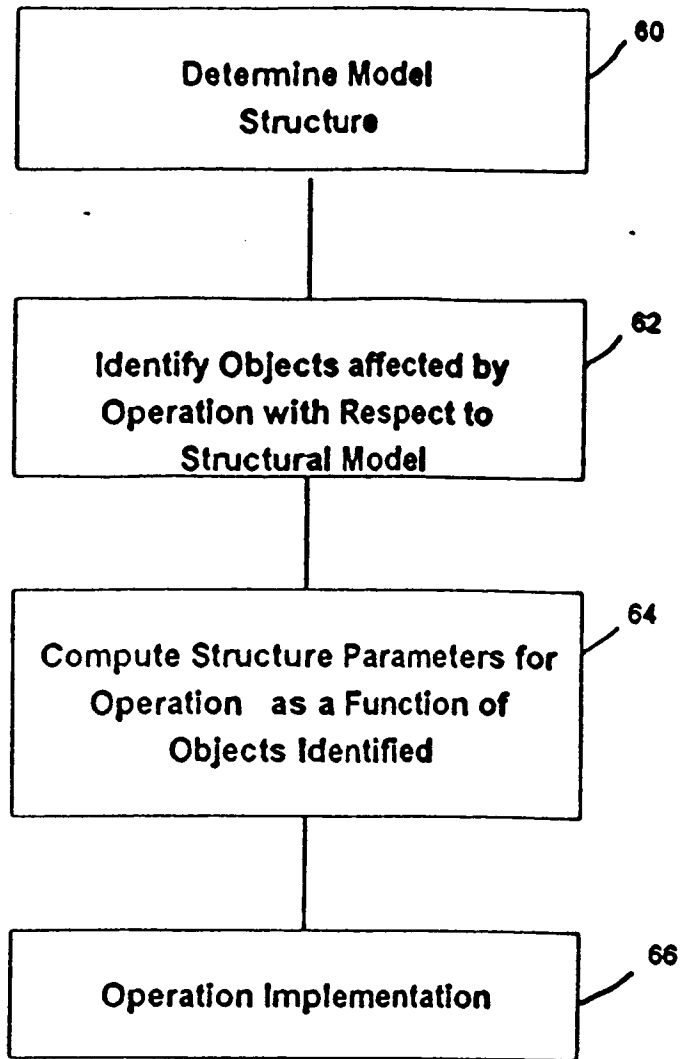 60
Determine Model
Structure
62
Identify Objects affected by
Operation with Respect to
Structural Model
64
Compute Structure Parameters for
Operation as a Function of
Objects Identified
66
Operation Implementation